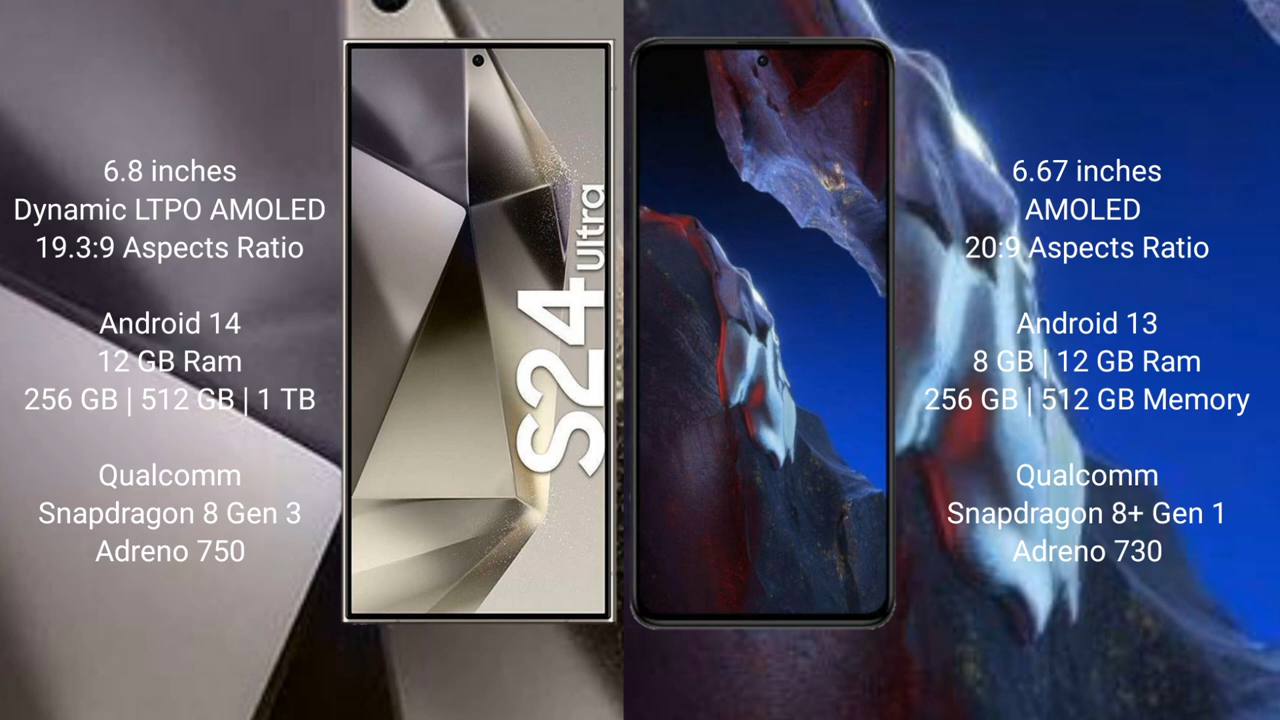 6.8 inches
Dynamic LTPO AMOLED
19.3:9 Aspects Ratio
Android 14
12 GB Ram
256 GB | 512 GB | 1 TB
Qualcomm
Snapdragon 8 Gen 3
Adreno 750
S24 ultra
6.67 inches
AMOLED
20:9 Aspects Ratio
Android 13
8 GB | 12 GB Ram
256 GB | 512 GB Memory
Qualcomm
Snapdragon 8+ Gen 1
Adreno 730